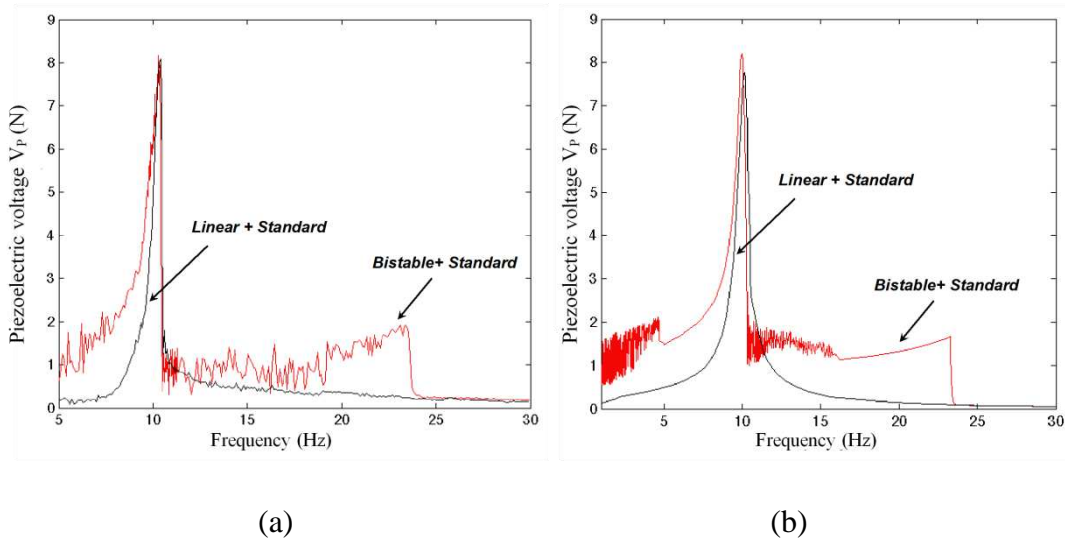 9
8
7
6
5
4
3
2
1
0
Piezoelectric voltage VP (N)
Linear + Standard
Bistable+ Standard
5 10 15 20 25 30
Frequency (Hz)
(a)
9
8
7
6
5
4
3
2
1
0
Piezoelectric voltage VP (N)
Linear + Standard
Bistable+ Standard
5 10 15 20 25 30
Frequency (Hz)
(b)